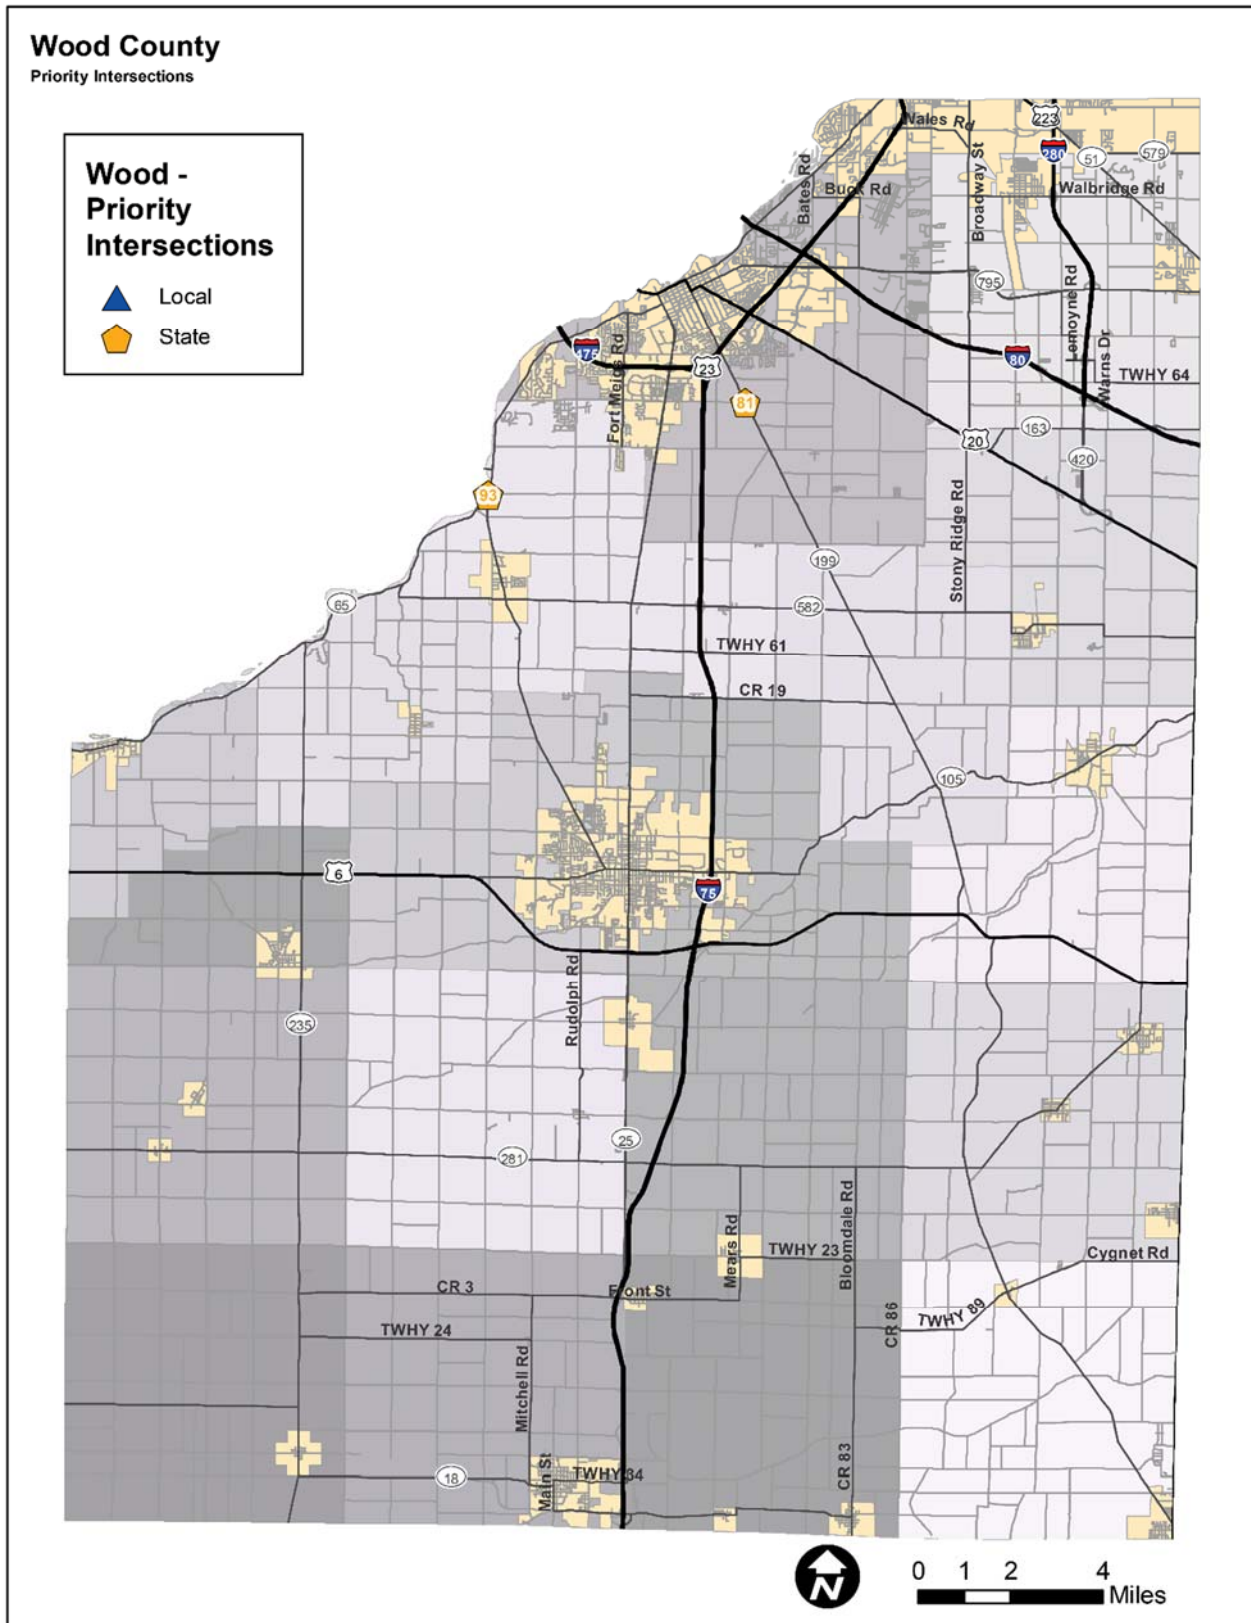 Wood County
Priority Intersections
Wood -
Priority
Intersections
Local
State
Wales Rd
223
280
51
579
Bates Rd
Buck Rd
Broadway St
Walbridge Rd
795
Lemoyne Rd
475
Fort Meigs Rd
23
80
Warns Dr
TWHY 64
81
163
20
420
93
Stony Ridge Rd
199
582
65
TWHY 61
CR 19
105
6
75
Rudolph Rd
235
25
281
Mears Rd
Bloomdale Rd
TWHY 23
Cygnet Rd
CR 3
Front St
CR 86
TWHY 89
TWHY 24
Mitchell Rd
CR 83
18
Main St
TWHY 84
N
0 1 2 4
Miles